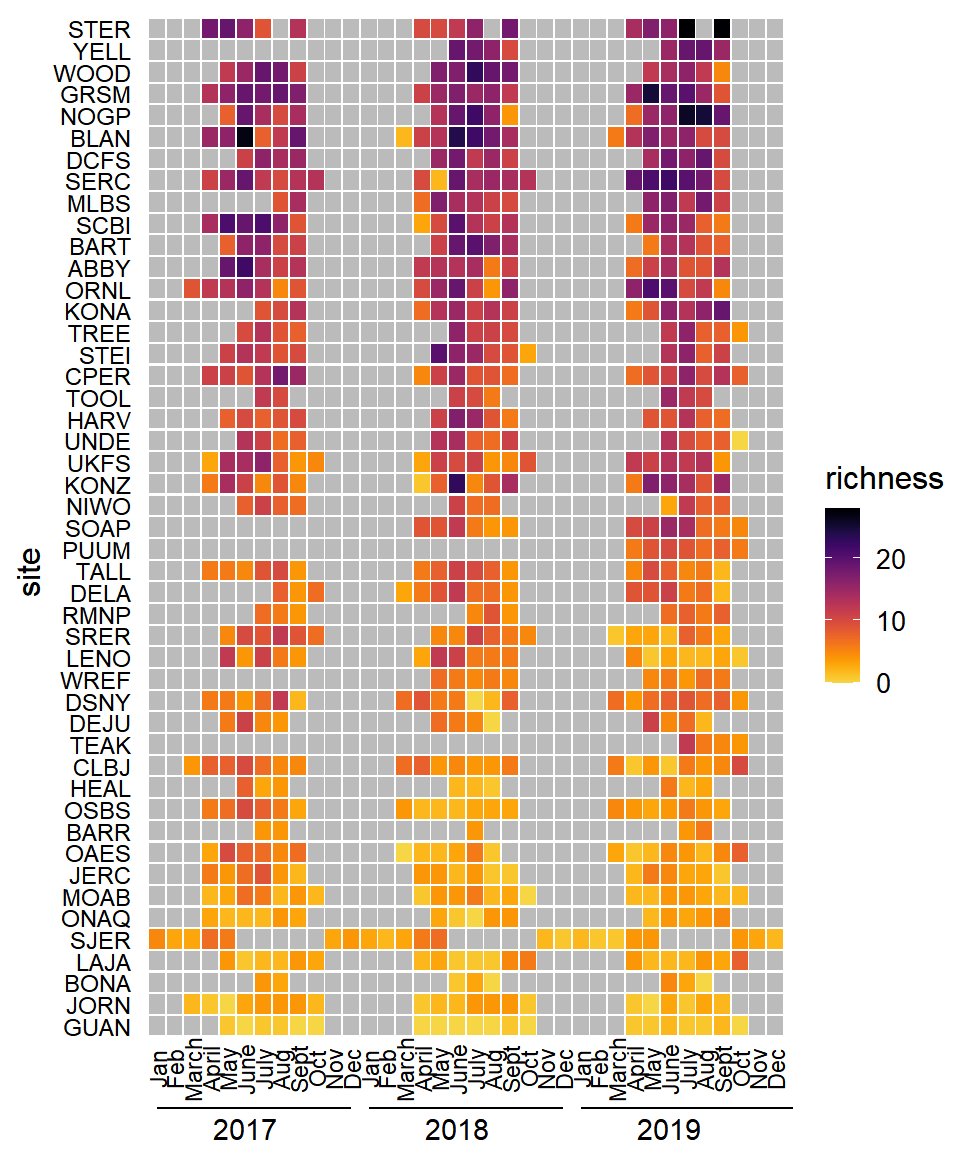 STER
YELL
WOOD
GRSM
NOGP
BLAN
DCFS
SERC
MLBS
SCBI
BART
ABBY
ORNL
KONA
TREE
STEI
CPER
TOOL
HARV
UNDE
UKFS
KONZ
NIWO
SOAP
PUUM
TALL
DELA
RMNP
SRER
LENO
WREF
DSNY
DEJU
TEAK
CLBJ
HEAL
OSBS
BARR
OAES
JERC
MOAB
ONAQ
SJER
LAJA
BONA
JORN
GUAN
site
richness
20
10
0
Jan
Feb
March
April
May
June
July
Aug
Sept
Oct
Nov
Dec
Jan
Feb
March
April
May
June
July
Aug
Sept
Oct
Nov
Dec
Jan
Feb
March
April
May
June
July
Aug
Sept
Oct
Nov
Dec
2017
2018
2019